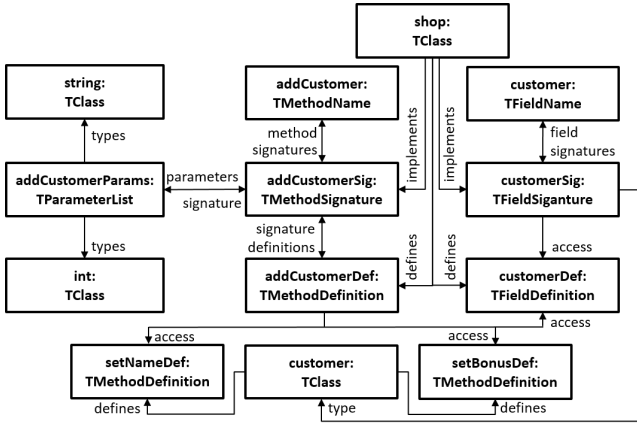 shop:
TClass
string:
TClass
addCustomer:
TMethodName
customer:
TFieldName
types
method
signatures
implements
implements
field
signatures
addCustomerParams:
TParameterList
parameters
signature
addCustomerSig:
TMethodSignature
customerSig:
TFieldSiganture
types
signature
definitions
access
int:
TClass
addCustomerDef:
TMethodDefinition
defines
defines
customerDef:
TFieldDefinition
access
access
access
setNameDef:
TMethodDefinition
customer:
TClass
setBonusDef:
TMethodDefinition
defines
type
defines